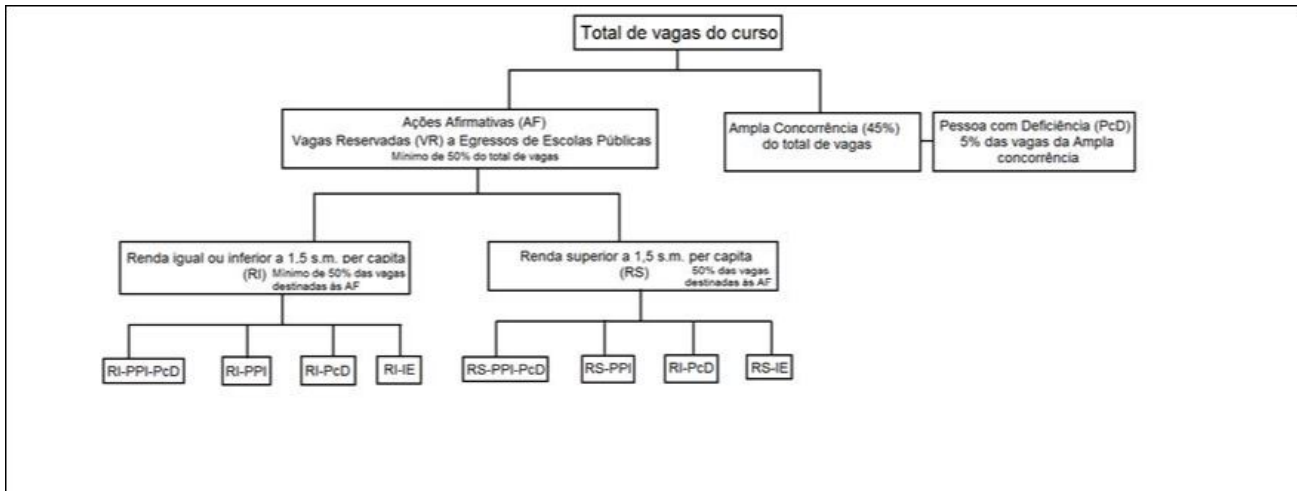 Total de vagas do curso
Ações Afirmativas (AF)
Vagas Reservadas (VR) a Egressos de Escolas Públicas
Mínimo de 50% do total de vagas
Ampla Concorrência (45%)
do total de vagas
Pessoa com Deficiência (PcD)
5% das vagas da Ampla
concorrência
Renda igual ou inferior a 1,5 s.m. per capita
(RI) Mínimo de 50% das vagas
destinadas às AF
Renda superior a 1,5 s.m. per capita
(RS) 50% das vagas
destinadas às AF
RI-PPI-PcD
RI-PPI
RI-PcD
RI-IE
RS-PPI-PcD
RS-PPI
RI-PcD
RS-IE